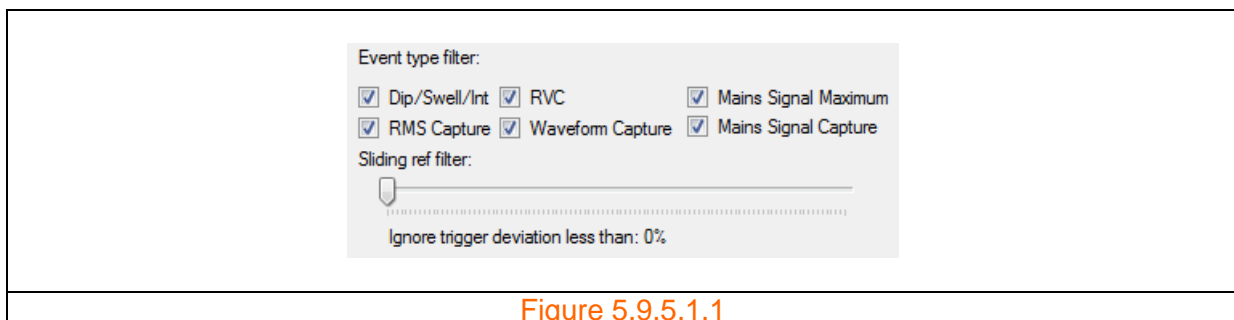 Event type filter:
Dip/Swell/Int RVC Mains Signal Maximum
RMS Capture Waveform Capture Mains Signal Capture
Sliding ref filter:
Ignore trigger deviation less than: 0%
Figure 5.9.5.1.1